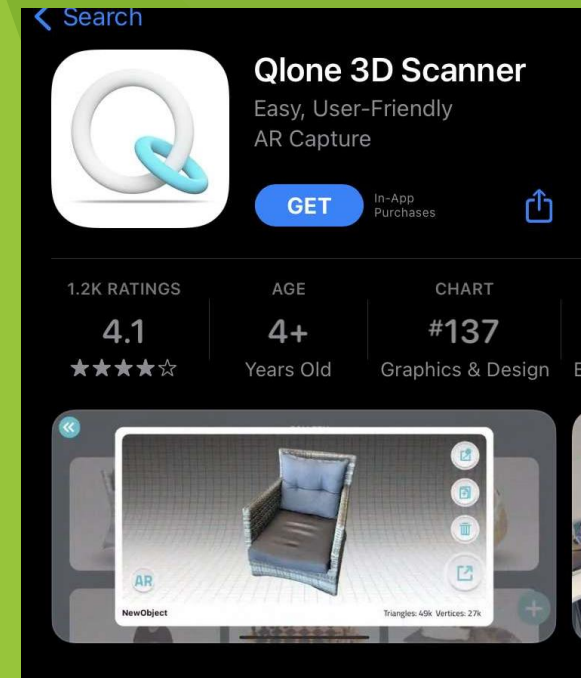 Search
Qlone 3D Scanner
Easy, User-Friendly
AR Capture
GET
In-App
Purchases
1.2K RATINGS
4.1
AGE
4+
Years Old
CHART
#137
Graphics & Design
AR
NewObject
Triangles: 49k Vertices: 27k